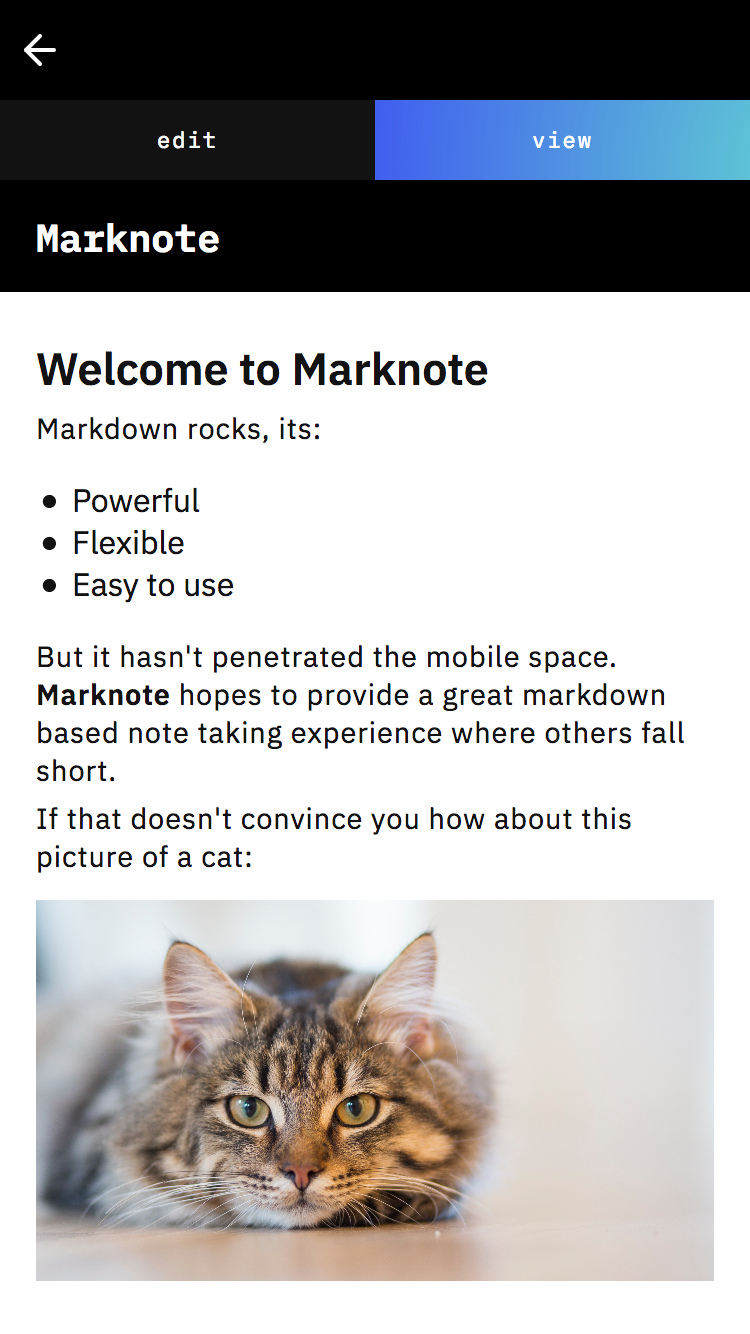 edit
view
Marknote
Welcome to Marknote
Markdown rocks, its:
Powerful
Flexible
Easy to use
But it hasn't penetrated the mobile space.
Marknote hopes to provide a great markdown
based note taking experience where others fall
short.
If that doesn't convince you how about this
picture of a cat: